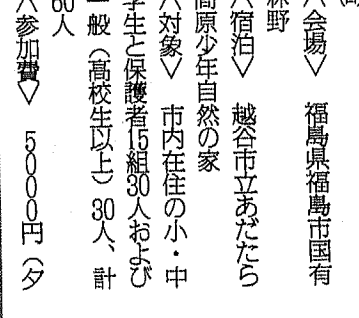 ＜会場＞　福島県福島市国有
林野
＜宿泊＞　越谷市立あだたら
高原少年自然の家
＜対象＞　市内在住の小・中
学生と保護者15組30人および
一般（高校生以上）30人、計
60人
＜参加費＞　5000円（夕